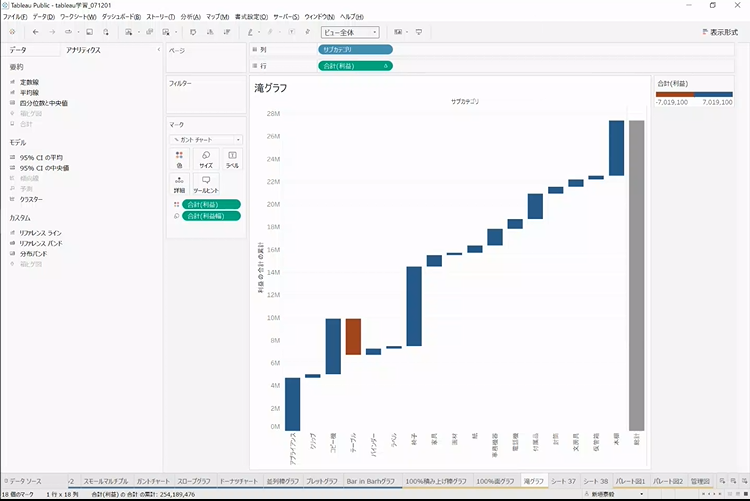 Tableau Public - tableau学習_071201
ファイル(F) データ(D) ワークシート(W) ダッシュボード(B) ストーリー(T) 分析(A) マップ(M) 書式設定(O) サーバー(S) ウィンドウ(N) ヘルプ(H)
ビュー全体
表示形式
データ
アナリティクス
要約
定数線
平均線
四分位数と中央値
箱ヒゲ図
合計
モデル
95% CI の平均
95% CI の中央値
傾向線
予測
クラスター
カスタム
リファレンス ライン
リファレンス バンド
分布バンド
箱ヒゲ図
ページ
フィルター
マーク
ガント チャート
色
サイズ
ラベル
詳細
ツールヒント
合計(利益)
合計(利益幅)
列
サブカテゴリ
行
合計(利益)
滝グラフ
サブカテゴリ
28M
26M
24M
22M
20M
18M
16M
14M
12M
10M
8M
6M
4M
2M
0M
利益 の 合計 の 累計
アプライアンス
クリップ
コピー機
テーブル
バインダー
ラベル
椅子
家具
画材
紙
事務機器
電話機
付属品
封筒
文房具
保管箱
本棚
総計
合計(利益)
-7,019,100 7,019,100
データ ソース
スモールマルチプル
ガントチャート
スロープグラフ
ドーナツチャート
並列棒グラフ
ブレットグラフ
Bar in Barhグラフ
100%積み上げ棒グラフ
100%面グラフ
滝グラフ
シート 37
シート 38
パレート図1
パレート図2
管理図
18 個のマーク 1 行 x 18 列 合計(利益) の 合計 の 累計: 254,189,476